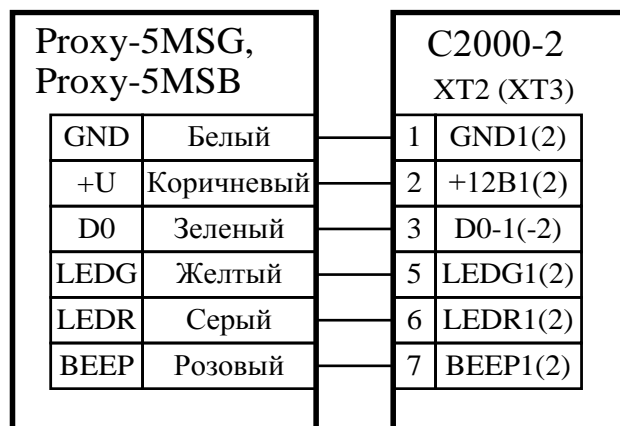 Proxy-5MSG,
Proxy-5MSB
C2000-2
XT2 (XT3)
GND Белый 1 GND1(2)
+U Коричневый 2 +12B1(2)
D0 Зеленый 3 D0-1(-2)
LEDG Желтый 5 LEDG1(2)
LEDR Серый 6 LEDR1(2)
BEEP Розовый 7 BEEP1(2)